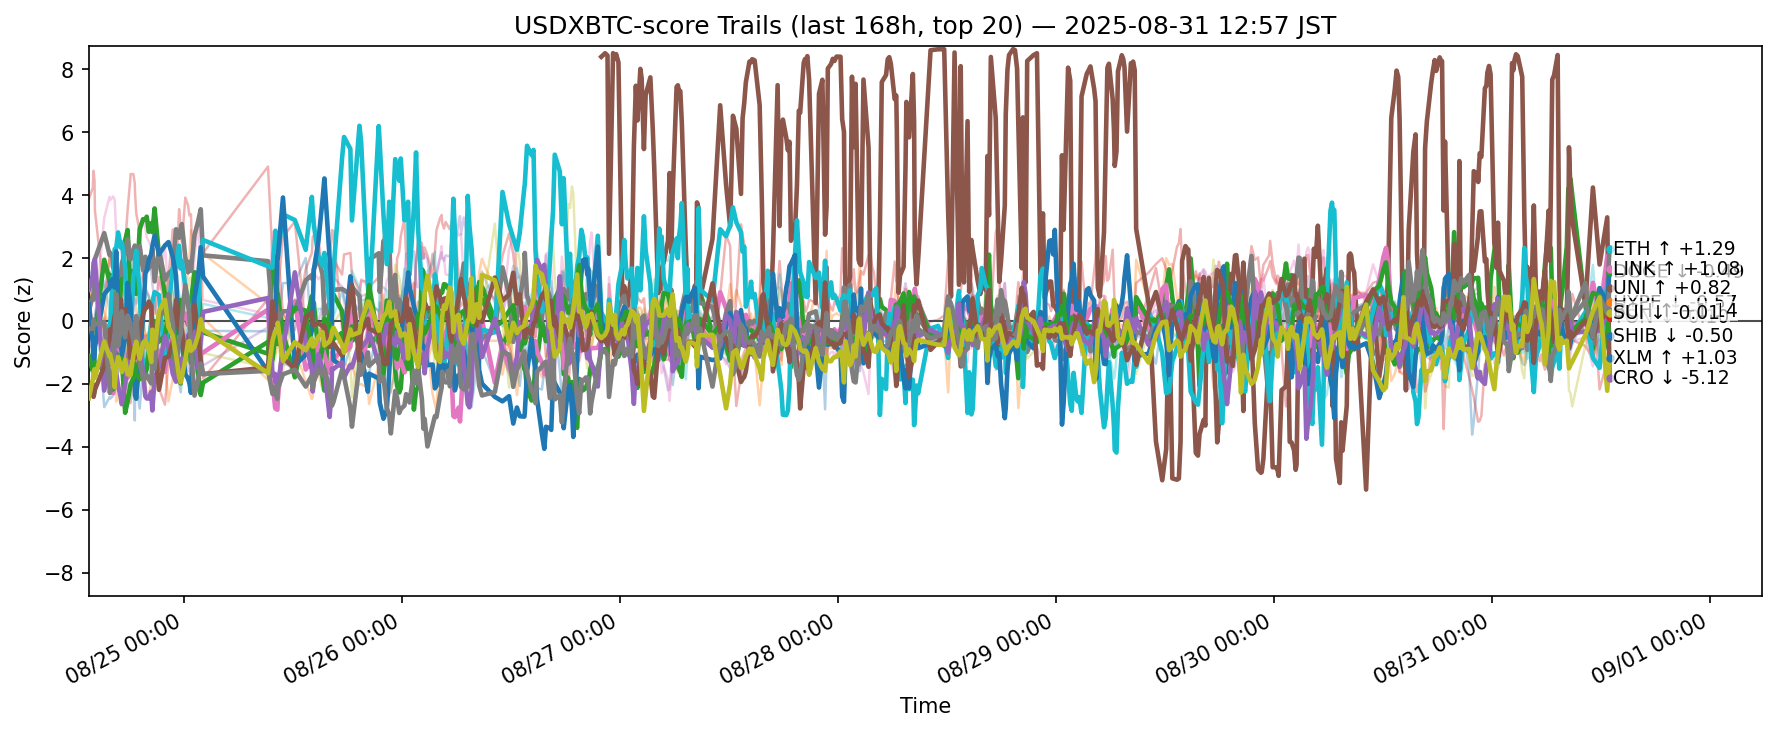 USDXBTC-score Trails (last 168h, top 20) — 2025-08-31 12:57 JST
Score (z)
8
6
4
2
0
−2
−4
−6
−8
ETH ↑ +1.29
LINK ↑ +1.08
UNI ↑ +0.82
SUI ↓ -0.01
SHIB ↓ -0.50
XLM ↑ +1.03
CRO ↓ -5.12
08/25 00:00
08/26 00:00
08/27 00:00
08/28 00:00
08/29 00:00
08/30 00:00
08/31 00:00
09/01 00:00
Time